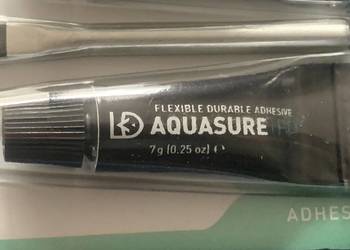 FLEXIBLE DURABLE ADHESIVE
AQUASURE
7g [0.25 oz] e
ADHES